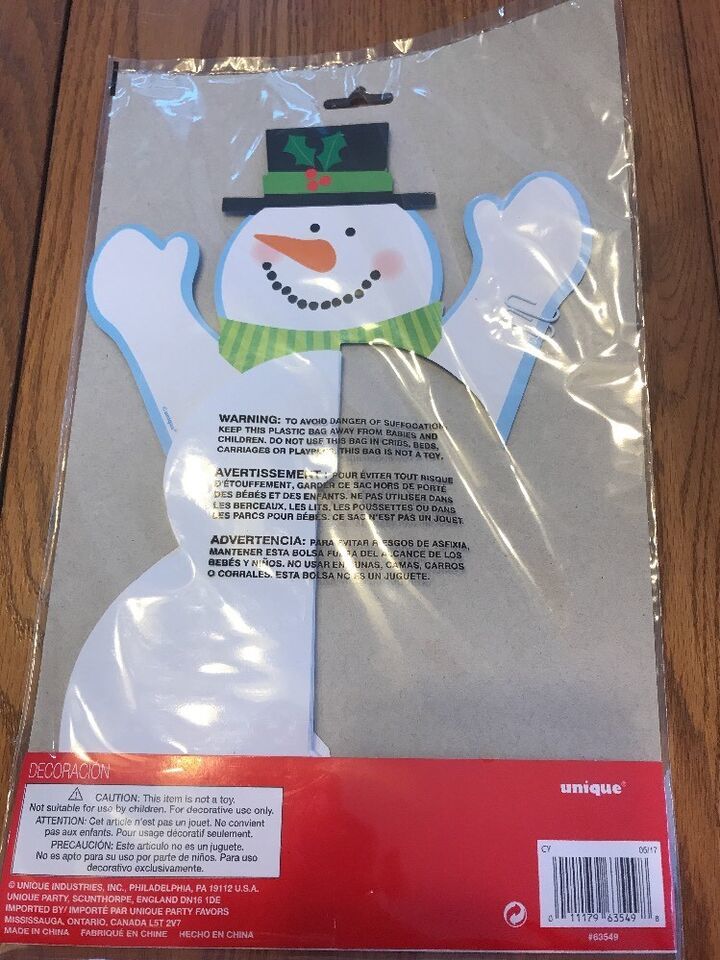 ©unique®
WARNING: TO AVOID DANGER OF SUFFOCATION
KEEP THIS PLASTIC BAG AWAY FROM BABIES AND
CHILDREN. DO NOT USE THIS BAG IN CRIBS, BEDS,
CARRIAGES OR PLAYPENS. THIS BAG IS NOT A TOY.
AVERTISSEMENT : POUR ÉVITER TOUT RISQUE
D'ÉTOUFFEMENT, GARDER CE SAC HORS DE PORTÉ
DES BÉBÉS ET DES ENFANTS. NE PAS UTILISER DANS
LES BERCEAUX, LES LITS, LES POUSSETTES OU DANS
LES PARCS POUR BÉBÉS. CE SAC N'EST PAS UN JOUET.
ADVERTENCIA: PARA EVITAR RIESGOS DE ASFIXIA,
MANTENER ESTA BOLSA FUERA DEL ALCANCE DE LOS
BEBÉS Y NIÑOS. NO USAR EN CUNAS, CAMAS, CARROS
O CORRALES. ESTA BOLSA NO ES UN JUGUETE.
DECORACIÓN
unique®
CAUTION: This item is not a toy.
Not suitable for use by children. For decorative use only.
ATTENTION: Cet article n'est pas un jouet. Ne convient
pas aux enfants. Pour usage décoratif seulement.
PRECAUCIÓN: Este artículo no es un juguete.
No es apto para su uso por parte de niños. Para uso
decorativo exclusivamente.
© UNIQUE INDUSTRIES, INC., PHILADELPHIA, PA 19112 U.S.A.
UNIQUE PARTY, SCUNTHORPE, ENGLAND DN16 1DE
IMPORTED BY/ IMPORTÉ PAR UNIQUE PARTY FAVORS
MISSISSAUGA, ONTARIO, CANADA L5T 2V7
MADE IN CHINA FABRIQUÉ EN CHINE HECHO EN CHINA
CY 05/17
0 11179 63549 8
#63549